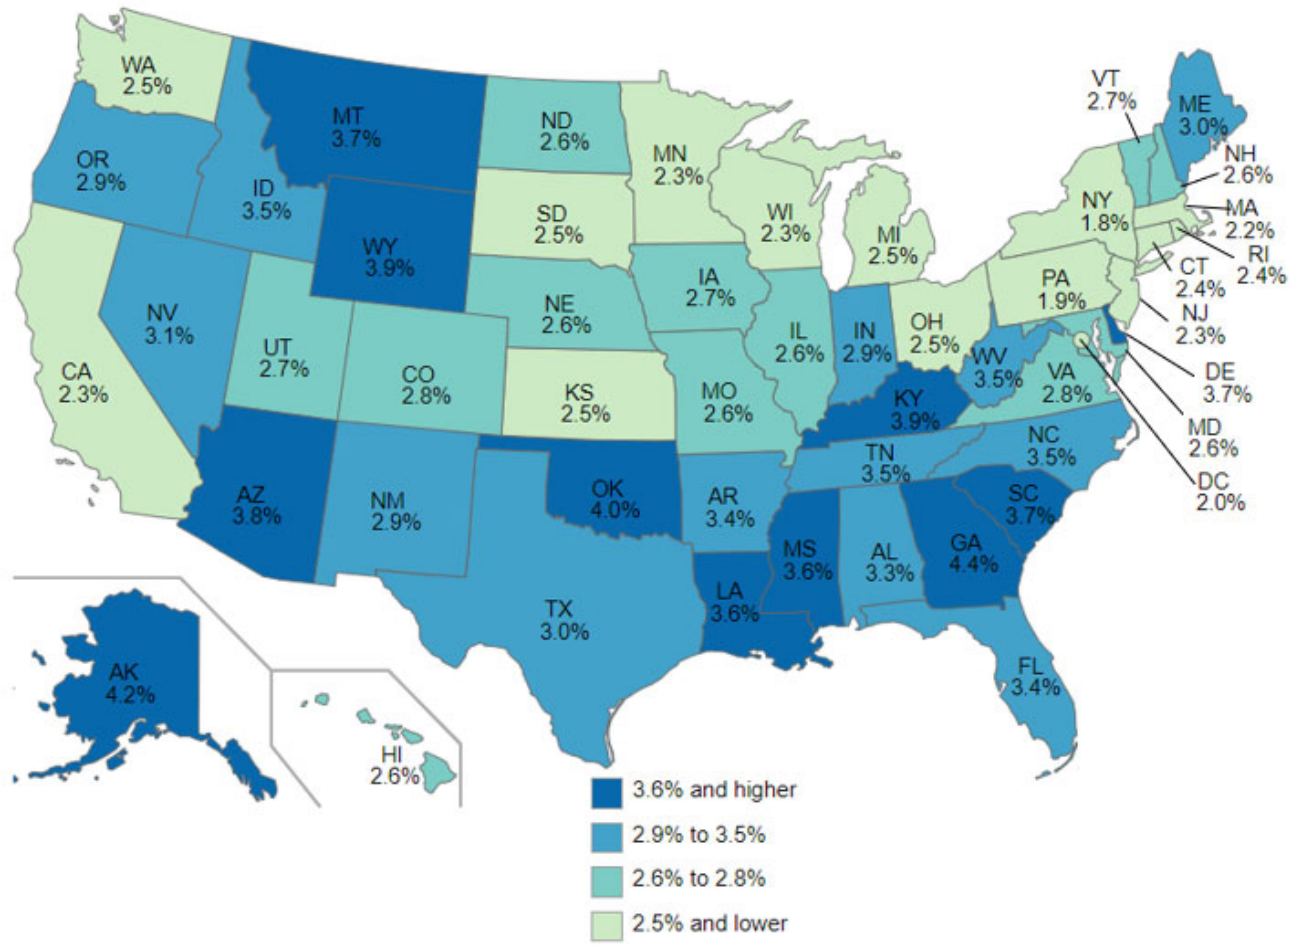 WA
2.5%
MT
3.7%
ND
2.6%
MN
2.3%
VT
2.7%
ME
3.0%
OR
2.9%
ID
3.5%
SD
2.5%
WI
2.3%
MI
2.5%
NY
1.8%
NH
2.6%
MA
2.2%
RI
2.4%
CT
2.4%
WY
3.9%
NE
2.6%
IA
2.7%
PA
1.9%
NJ
2.3%
NV
3.1%
UT
2.7%
CO
2.8%
IL
2.6%
IN
2.9%
OH
2.5%
WV
3.5%
VA
2.8%
DE
3.7%
MD
2.6%
DC
2.0%
CA
2.3%
KS
2.5%
MO
2.6%
KY
3.9%
NC
3.5%
TN
3.5%
AZ
3.8%
NM
2.9%
OK
4.0%
AR
3.4%
SC
3.7%
MS
3.6%
AL
3.3%
GA
4.4%
LA
3.6%
TX
3.0%
FL
3.4%
AK
4.2%
HI
2.6%
3.6% and higher
2.9% to 3.5%
2.6% to 2.8%
2.5% and lower